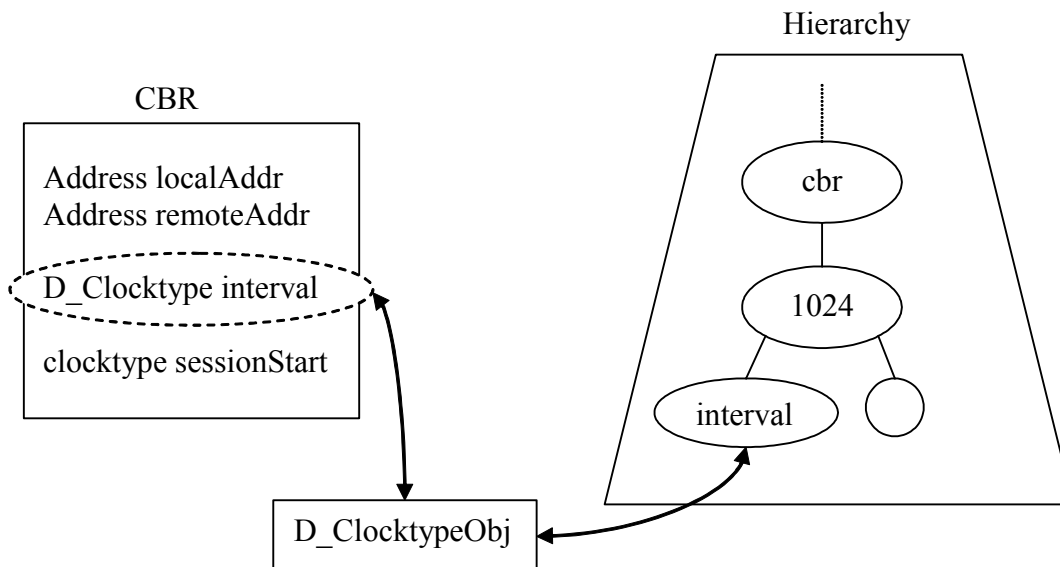 Hierarchy
CBR
Address localAddr
Address remoteAddr
D_Clocktype interval
clocktype sessionStart
cbr
1024
interval
D_ClocktypeObj